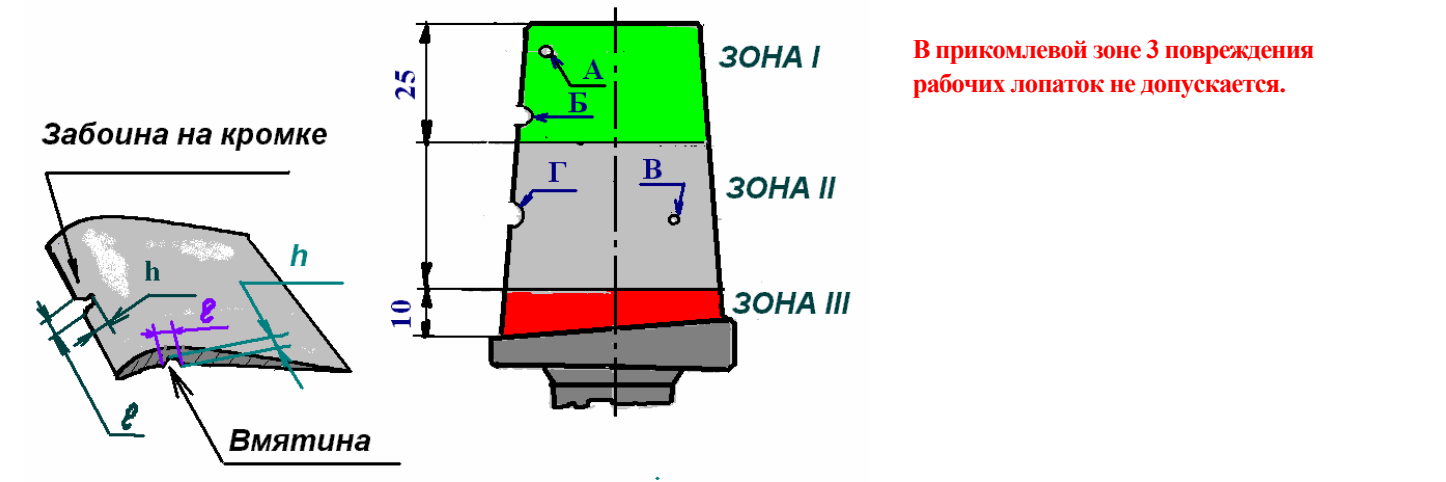 Забоина на кромке
h
ℓ
h
ℓ
Вмятина
25
10
А
Б
Г
В
ЗОНА I
ЗОНА II
ЗОНА III
В прикомлевой зоне 3 повреждения
рабочих лопаток не допускается.